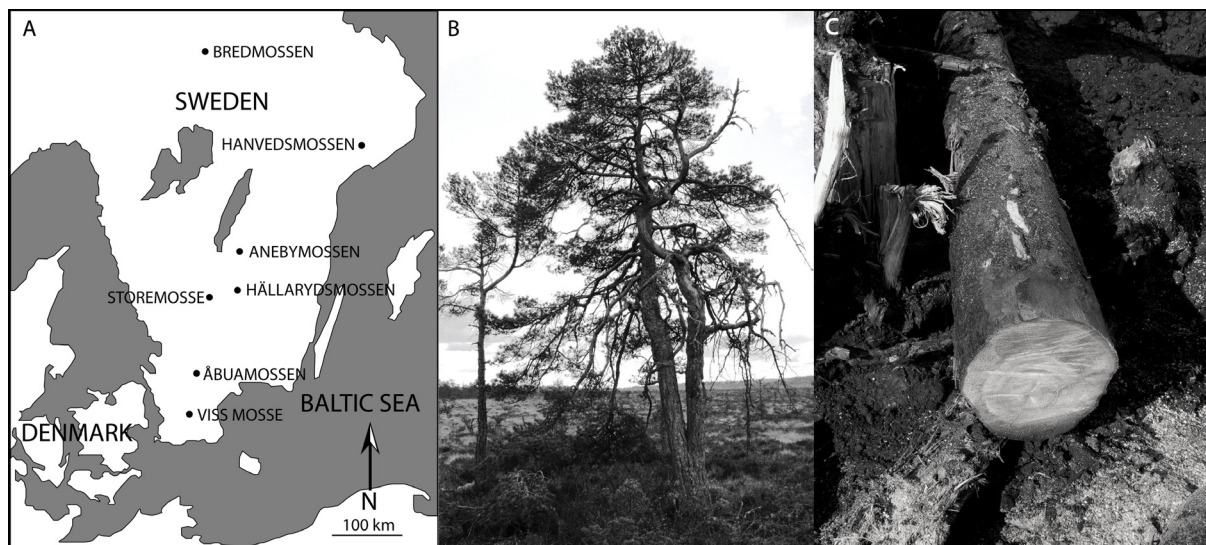 A
BREDMOSSEN
SWEDEN
HANVEDSMOSSEN
ANEBYMOSSEN
HÄLLARYDSMOSSEN
STOREMOSSE
ÅBUAMOSSEN
VISS MOSSE
BALTIC SEA
DENMARK
N
100 km
B
C